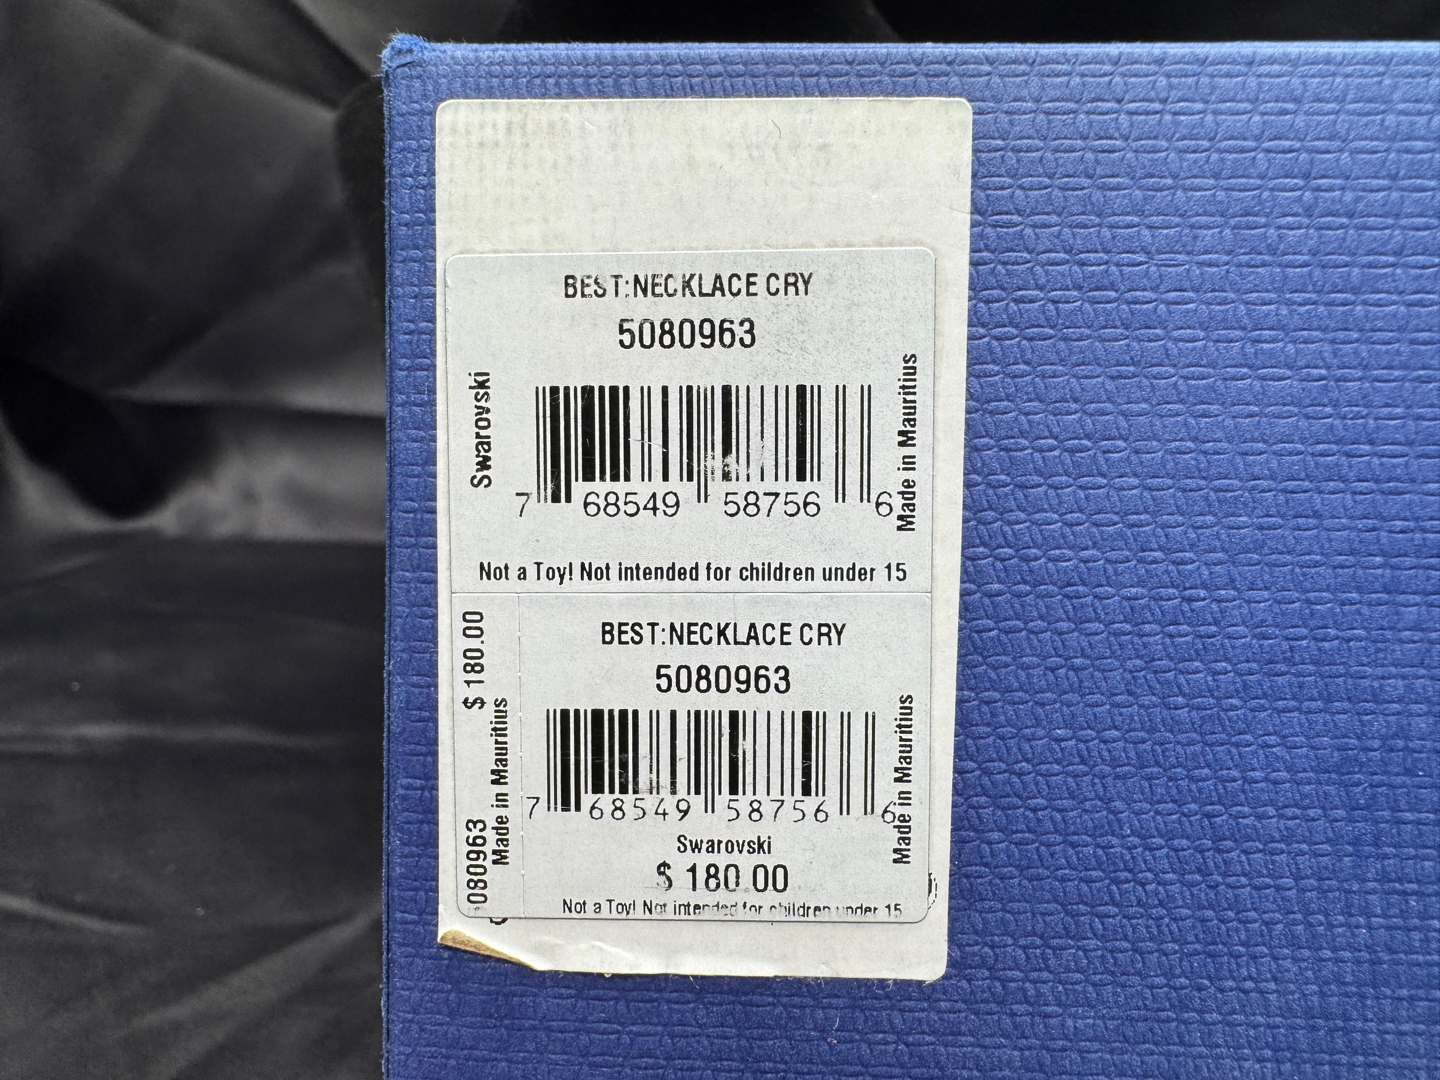 BEST:NECKLACE CRY
5080963
Swarovski
Made in Mauritius
7 68549 58756 6
Not a Toy! Not intended for children under 15
$ 180.00
080963
Made in Mauritius
BEST:NECKLACE CRY
5080963
7 68549 58756 6
Made in Mauritius
Swarovski
$ 180.00
Not a Toy! Not intended for children under 15